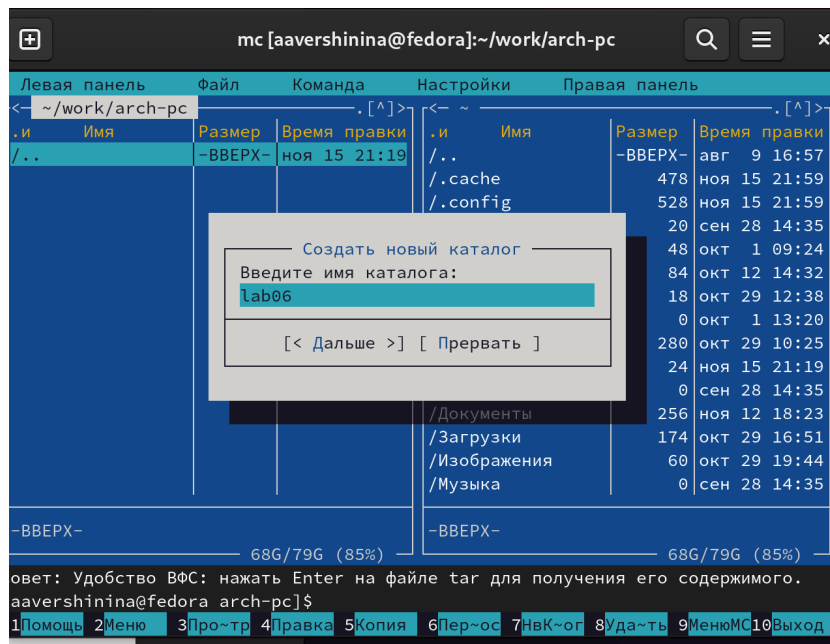 mc [aavershinina@fedora]:~/work/arch-pc
Левая панель Файл Команда Настройки Правая панель
<— ~/work/arch-pc .[^]>
<— ~ .[^]>
.и Имя Размер Время правки
.и Имя Размер Время правки
/.. -ВВЕРХ- ноя 15 21:19
/.. -ВВЕРХ- авг 9 16:57
/.cache 478 ноя 15 21:59
/.config 528 ноя 15 21:59
20 сен 28 14:35
48 окт 1 09:24
84 окт 12 14:32
18 окт 29 12:38
0 окт 1 13:20
280 окт 29 10:25
24 ноя 15 21:19
0 сен 28 14:35
/Документы 256 ноя 12 18:23
/Загрузки 174 окт 29 16:51
/Изображения 60 окт 29 19:44
/Музыка 0 сен 28 14:35
Создать новый каталог
Введите имя каталога:
lab06
[< Дальше >] [ Прервать ]
-ВВЕРХ-
-ВВЕРХ-
68G/79G (85%)
68G/79G (85%)
овет: Удобство ВФС: нажать Enter на файле tar для получения его содержимого.
aavershinina@fedora arch-pc]$
1Помощь 2Меню 3Про~тр 4Правка 5Копия 6Пер~ос 7НвК~ог 8Уда~ть 9МенюМС 10Выход